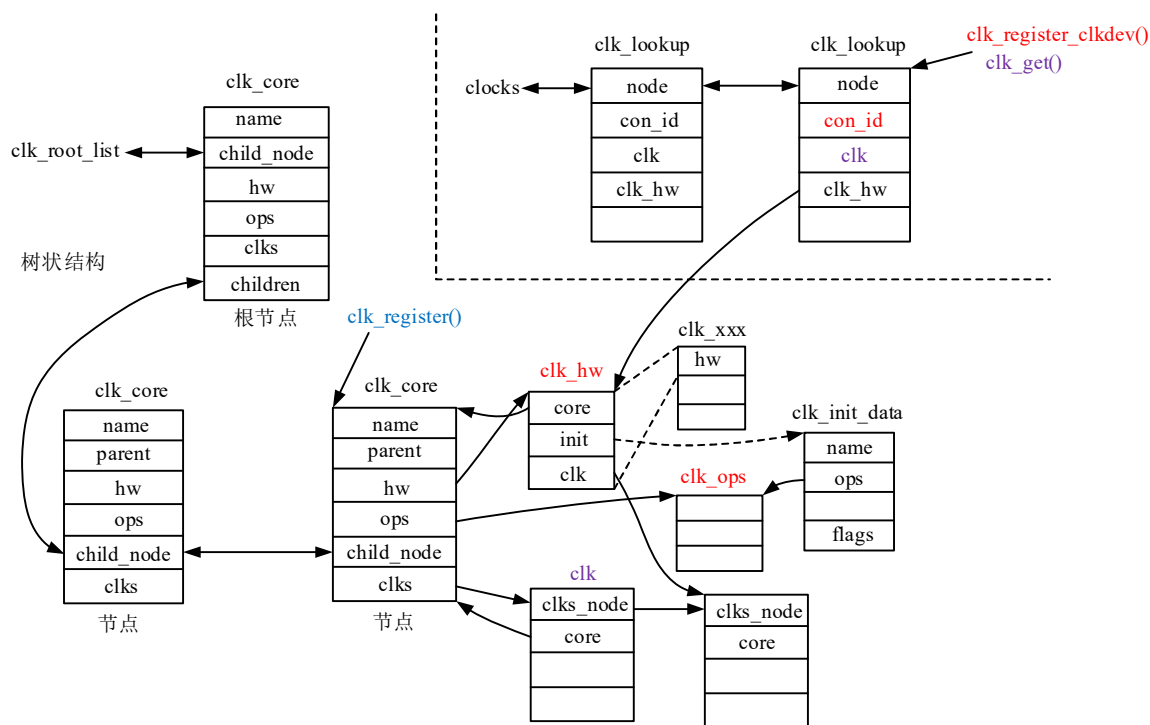 clk_lookup
clk_lookup
clk_register_clkdev()
clk_get()
clocks
node
con_id
clk
clk_hw
node
con_id
clk
clk_hw
clk_core
name
child_node
hw
ops
clks
children
clk_root_list
树状结构
根节点
clk_register()
clk_core
name
parent
hw
ops
child_node
clks
节点
clk_core
name
parent
hw
ops
child_node
clks
节点
clk_hw
core
init
clk
clk_xxx
hw
clk_init_data
name
ops
flags
clk_ops
clk
clks_node
core
clks_node
core